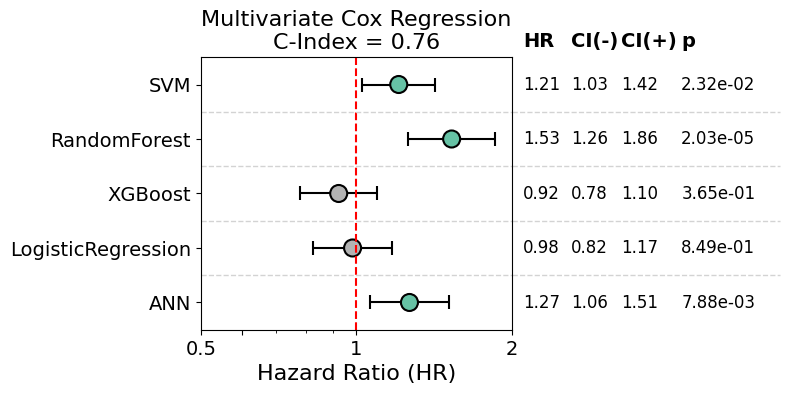 Multivariate Cox Regression
C-Index = 0.76
HR CI(-) CI(+) p
SVM 1.21 1.03 1.42 2.32e-02
RandomForest 1.53 1.26 1.86 2.03e-05
XGBoost 0.92 0.78 1.10 3.65e-01
LogisticRegression 0.98 0.82 1.17 8.49e-01
ANN 1.27 1.06 1.51 7.88e-03
0.5 1 2
Hazard Ratio (HR)